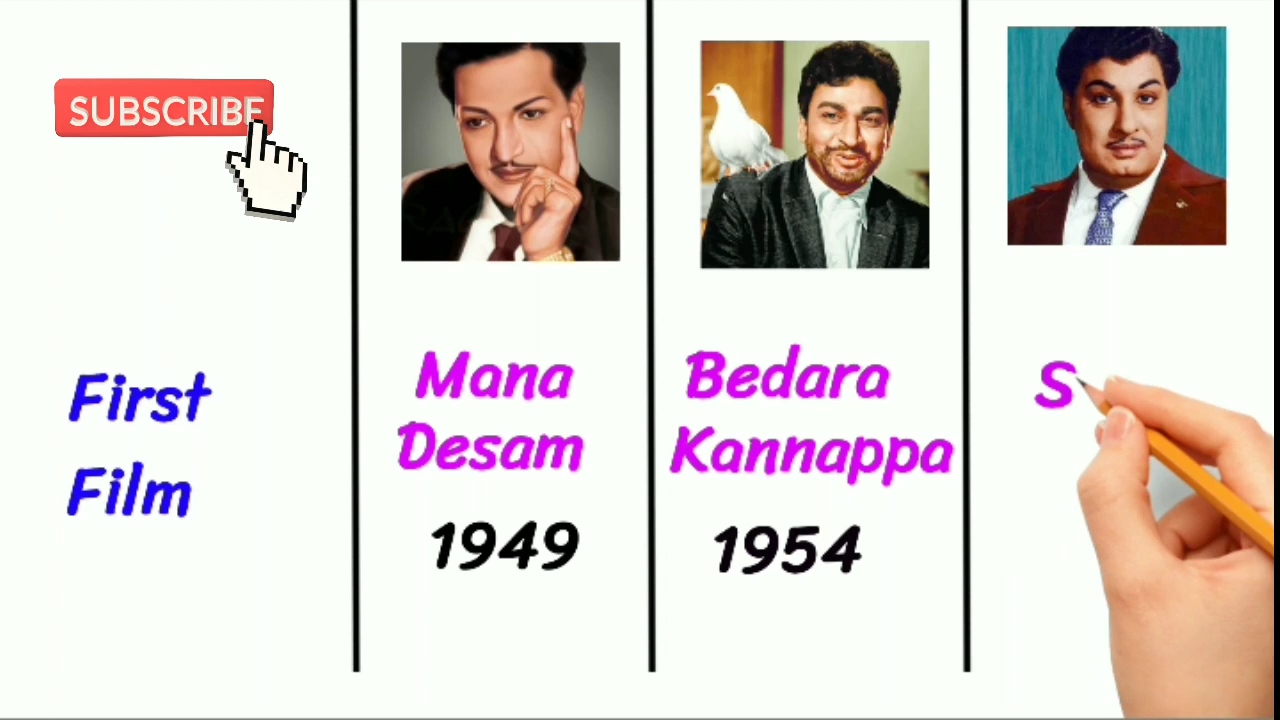 SUBSCRIBE
First
Film
Mana
Desam
1949
Bedara
Kannappa
1954
S